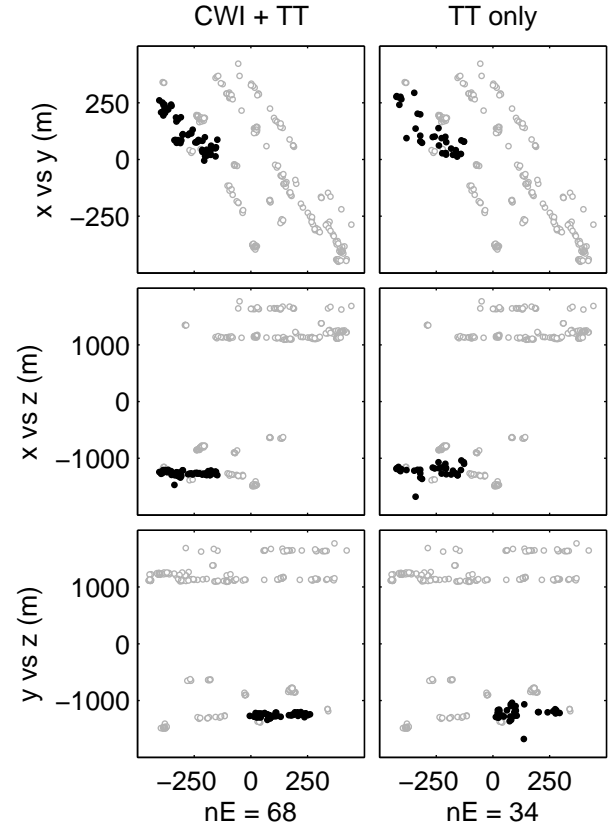 CWI + TT
TT only
x vs y (m)
250
0
−250
x vs z (m)
1000
0
−1000
y vs z (m)
1000
0
−1000
−250 0 250
−250 0 250
nE = 68
nE = 34